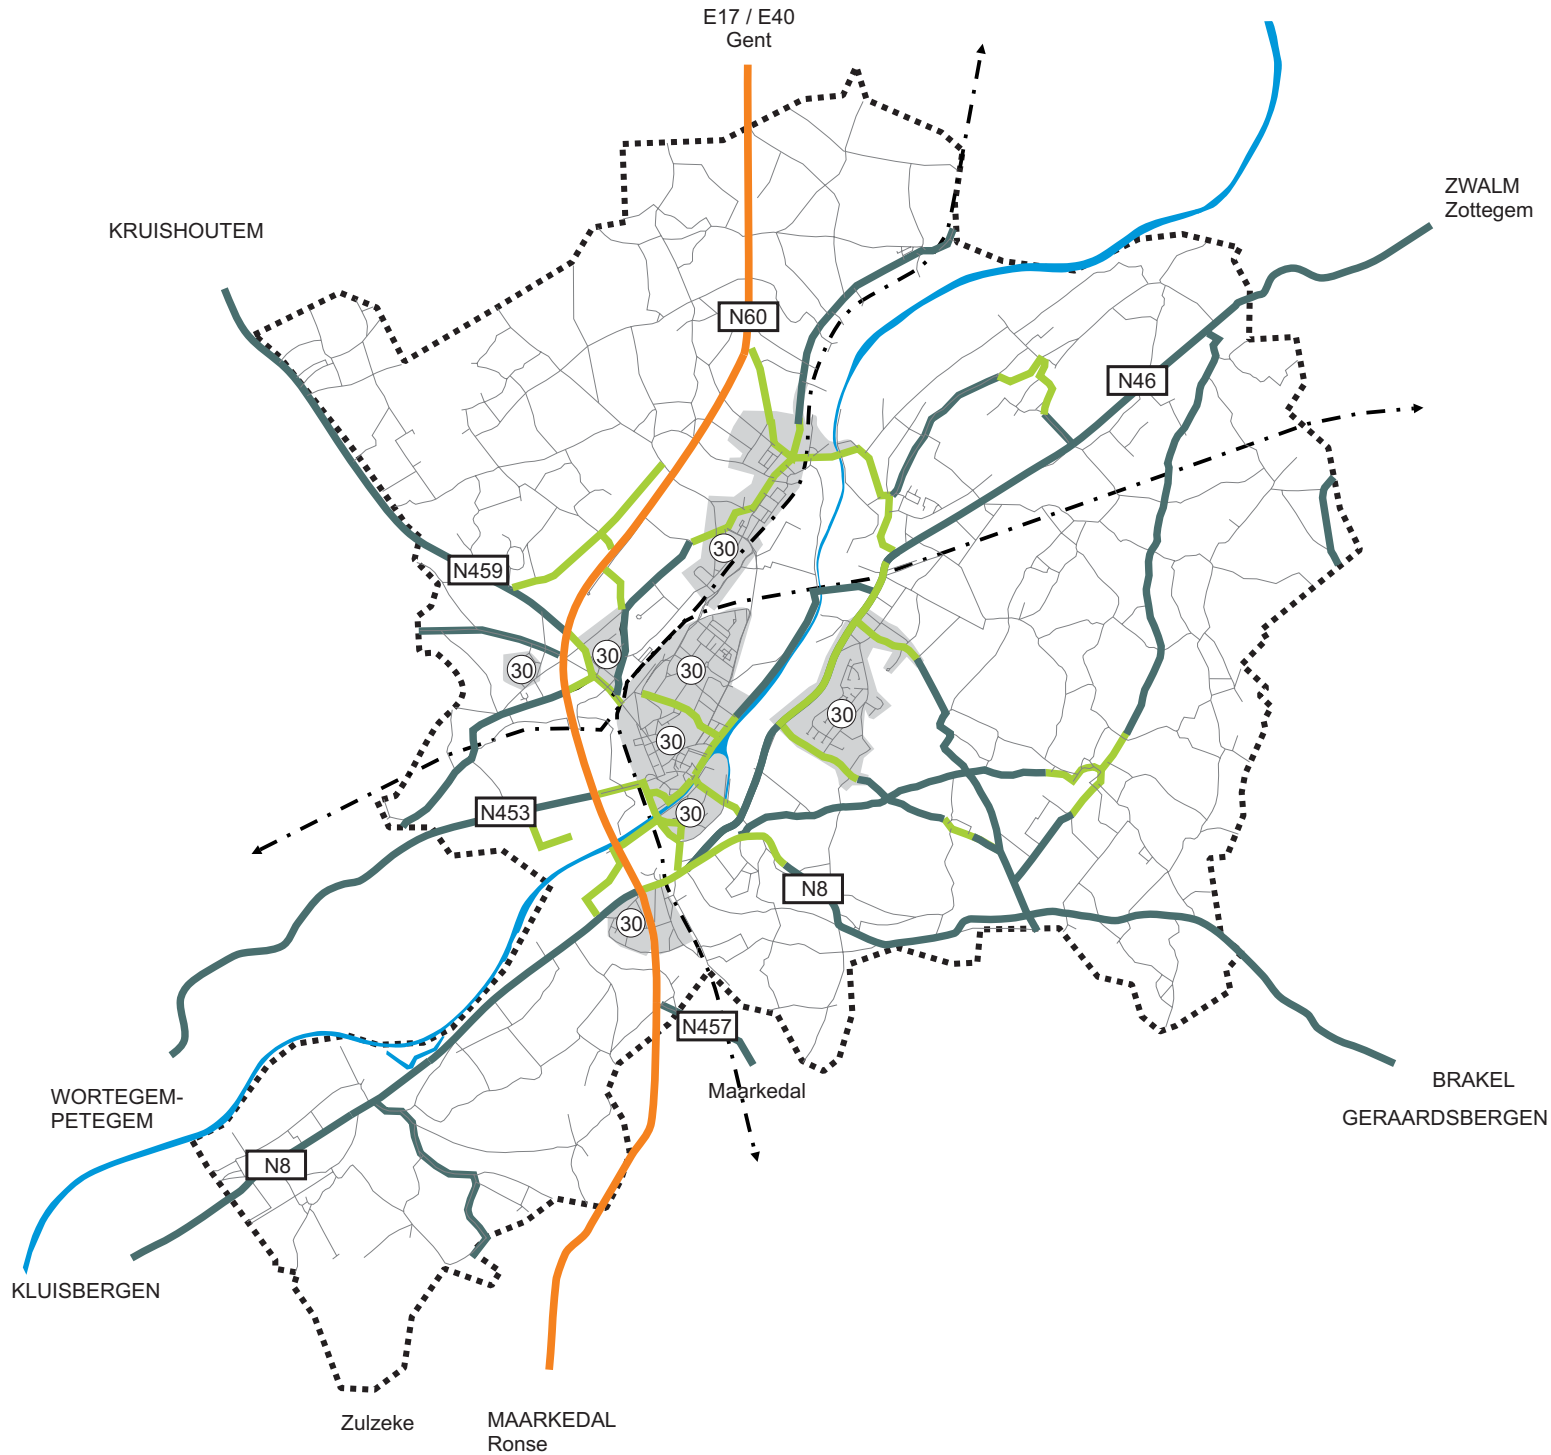 E17 / E40
Gent
ZWALM
Zottegem
KRUISHOUTEM
N60
N46
30
N459
30
30
30
30
30
N453
30
N8
30
N457
Maarkedal
BRAKEL
GERAARDSBERGEN
WORTEGEM-
PETEGEM
N8
KLUISBERGEN
Zulzeke
MAARKEDAL
Ronse